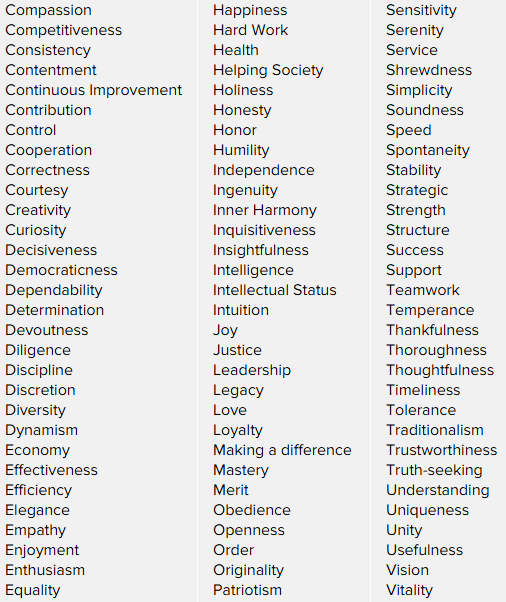 Compassion
Competitiveness
Consistency
Contentment
Continuous Improvement
Contribution
Control
Cooperation
Correctness
Courtesy
Creativity
Curiosity
Decisiveness
Democraticness
Dependability
Determination
Devoutness
Diligence
Discipline
Discretion
Diversity
Dynamism
Economy
Effectiveness
Efficiency
Elegance
Empathy
Enjoyment
Enthusiasm
Equality
Happiness
Hard Work
Health
Helping Society
Holiness
Honesty
Honor
Humility
Independence
Ingenuity
Inner Harmony
Inquisitiveness
Insightfulness
Intelligence
Intellectual Status
Intuition
Joy
Justice
Leadership
Legacy
Love
Loyalty
Making a difference
Mastery
Merit
Obedience
Openness
Order
Originality
Patriotism
Sensitivity
Serenity
Service
Shrewdness
Simplicity
Soundness
Speed
Spontaneity
Stability
Strategic
Strength
Structure
Success
Support
Teamwork
Temperance
Thankfulness
Thoroughness
Thoughtfulness
Timeliness
Tolerance
Traditionalism
Trustworthiness
Truth-seeking
Understanding
Uniqueness
Unity
Usefulness
Vision
Vitality